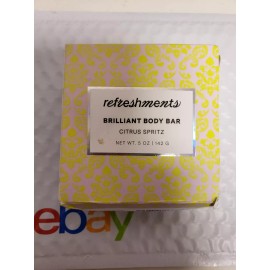 refreshments
BRILLIANT BODY BAR
CITRUS SPRITZ
NET WT. 5 OZ / 142 G
ebay